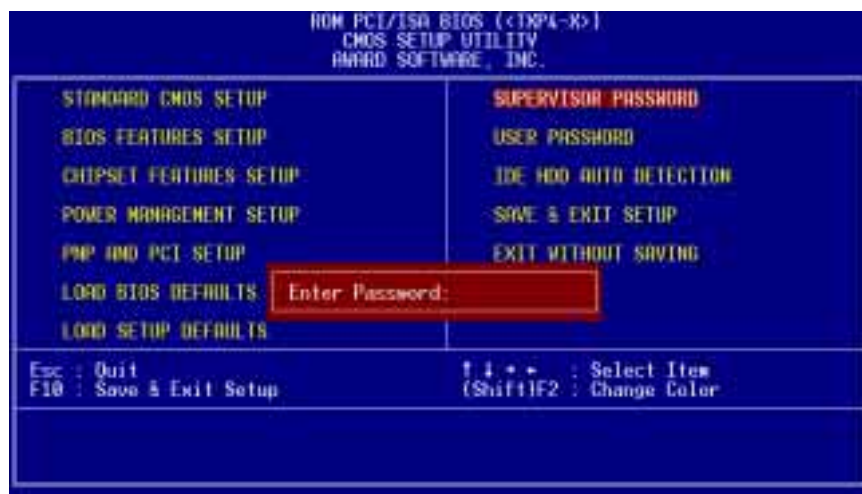 ROM PCI/ISA BIOS (<TXP4-X>)
CMOS SETUP UTILITY
AWARD SOFTWARE, INC.
STANDARD CMOS SETUP
BIOS FEATURES SETUP
CHIPSET FEATURES SETUP
POWER MANAGEMENT SETUP
PNP AND PCI SETUP
LOAD BIOS DEFAULTS
LOAD SETUP DEFAULTS
SUPERVISOR PASSWORD
USER PASSWORD
IDE HDD AUTO DETECTION
SAVE & EXIT SETUP
EXIT WITHOUT SAVING
Enter Password:
Esc : Quit
F10 : Save & Exit Setup
↑ ↓ → ← : Select Item
(Shift)F2 : Change Color